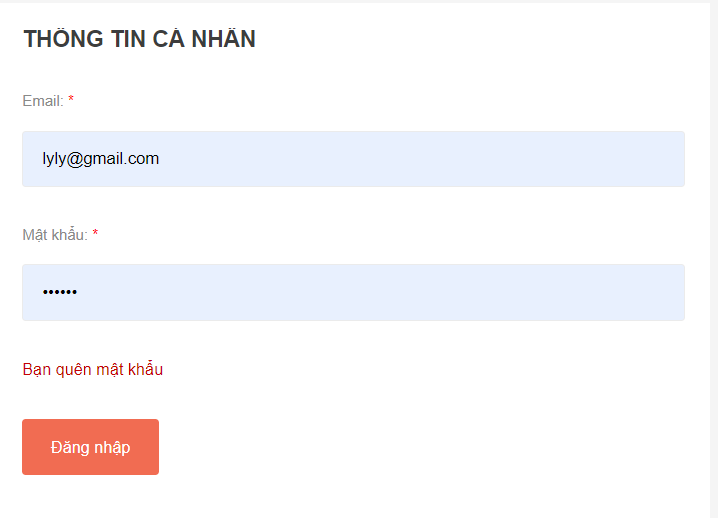 THÔNG TIN CÁ NHÂN
Email: *
lyly@gmail.com
Mật khẩu: *
••••••
Bạn quên mật khẩu
Đăng nhập